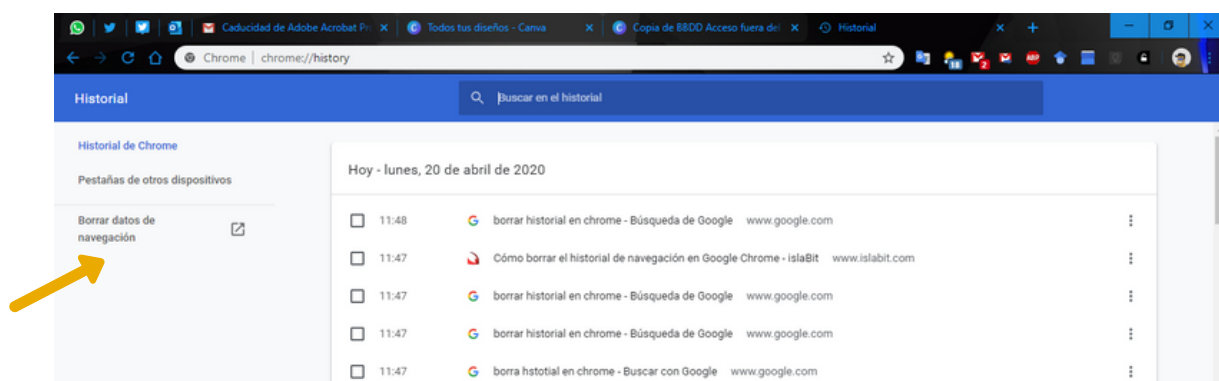 Caducidad de Adobe Acrobat Pr
Todos tus diseños - Canva
Copia de BBDD Acceso fuera del
Historial
Chrome | chrome://history
Historial
Buscar en el historial
Historial de Chrome
Pestañas de otros dispositivos
Borrar datos de
navegación
Hoy - lunes, 20 de abril de 2020
11:48 borrar historial en chrome - Búsqueda de Google www.google.com
11:47 Cómo borrar el historial de navegación en Google Chrome - islaBit www.islabit.com
11:47 borrar historial en chrome - Búsqueda de Google www.google.com
11:47 borrar historial en chrome - Búsqueda de Google www.google.com
11:47 borra hstotial en chrome - Buscar con Google www.google.com